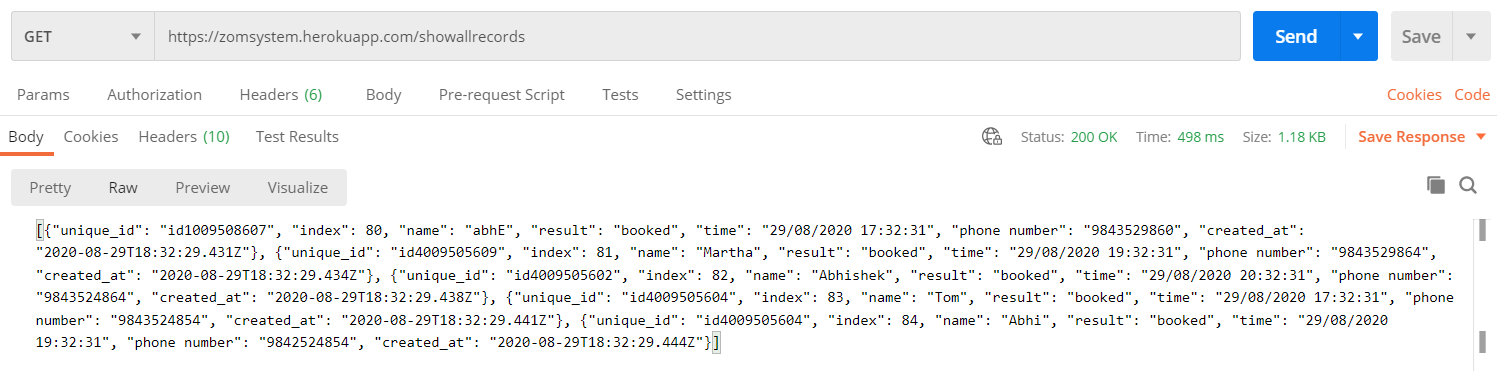 GET https://zomsystem.herokuapp.com/showallrecords Send Save
Params Authorization Headers (6) Body Pre-request Script Tests Settings Cookies Code
Body Cookies Headers (10) Test Results Status: 200 OK Time: 498 ms Size: 1.18 KB Save Response
Pretty Raw Preview Visualize
[{"unique_id": "id1009508607", "index": 80, "name": "abhE", "result": "booked", "time": "29/08/2020 17:32:31", "phone number": "9843529860", "created_at":
"2020-08-29T18:32:29.431Z"}, {"unique_id": "id4009505609", "index": 81, "name": "Martha", "result": "booked", "time": "29/08/2020 19:32:31", "phone number": "9843529864",
"created_at": "2020-08-29T18:32:29.434Z"}, {"unique_id": "id4009505602", "index": 82, "name": "Abhishek", "result": "booked", "time": "29/08/2020 20:32:31", "phone number":
"9843524864", "created_at": "2020-08-29T18:32:29.438Z"}, {"unique_id": "id4009505604", "index": 83, "name": "Tom", "result": "booked", "time": "29/08/2020 17:32:31", "phone
number": "9843524854", "created_at": "2020-08-29T18:32:29.441Z"}, {"unique_id": "id4009505604", "index": 84, "name": "Abhi", "result": "booked", "time": "29/08/2020
19:32:31", "phone number": "9842524854", "created_at": "2020-08-29T18:32:29.444Z"}]